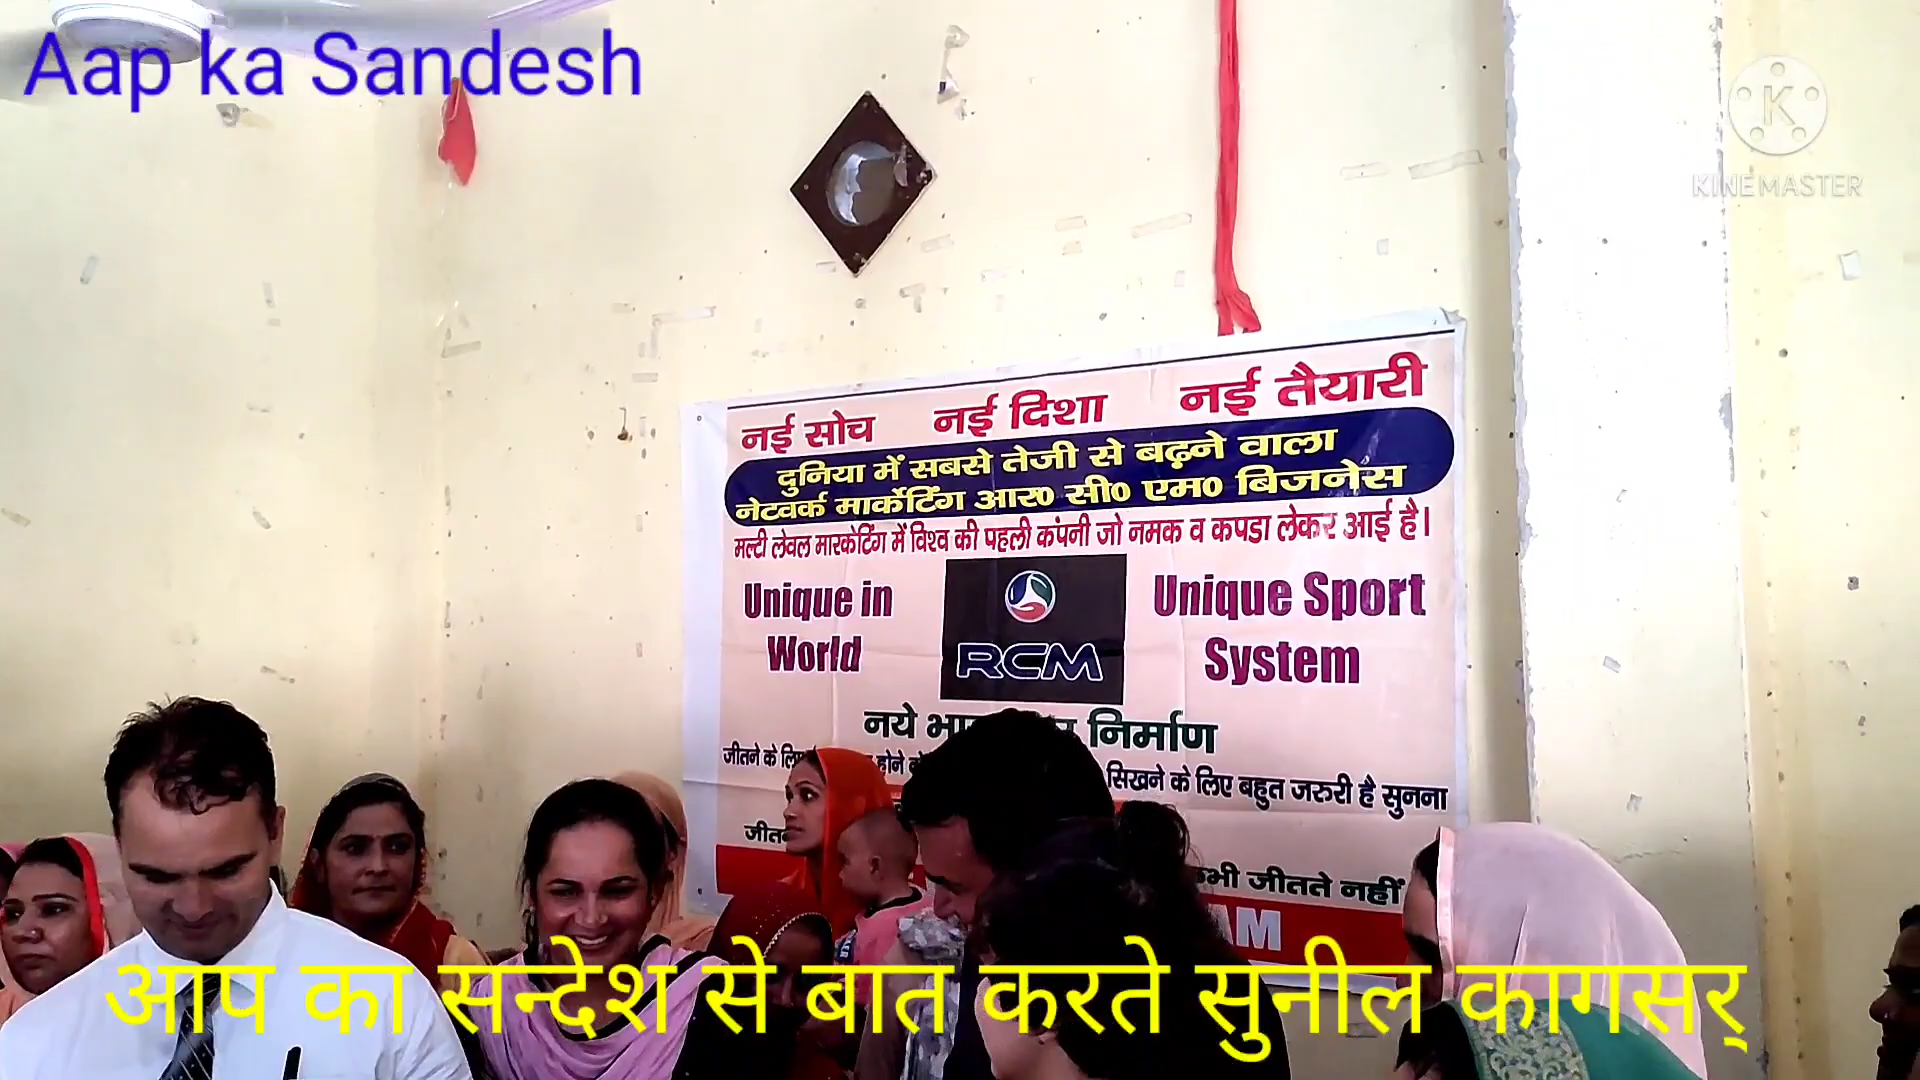 Aap ka Sandesh
KINEMASTER
नई सोच नई दिशा नई तैयारी
दुनिया में सबसे तेजी से बढ़ने वाला
नेटवर्क मार्केटिंग आर० सी० एम० बिजनेस
मल्टी लेवल मारकेटिंग में विश्व की पहली कंपनी जो नमक व कपडा लेकर आई है।
Unique in
World
RCM
Unique Sport
System
नये निर्माण
जीतने के होने सिखने के लिए बहुत जरुरी है सुनना
जीतते नहीं
आप का सन्देश से बात करते सुनील कागसर्